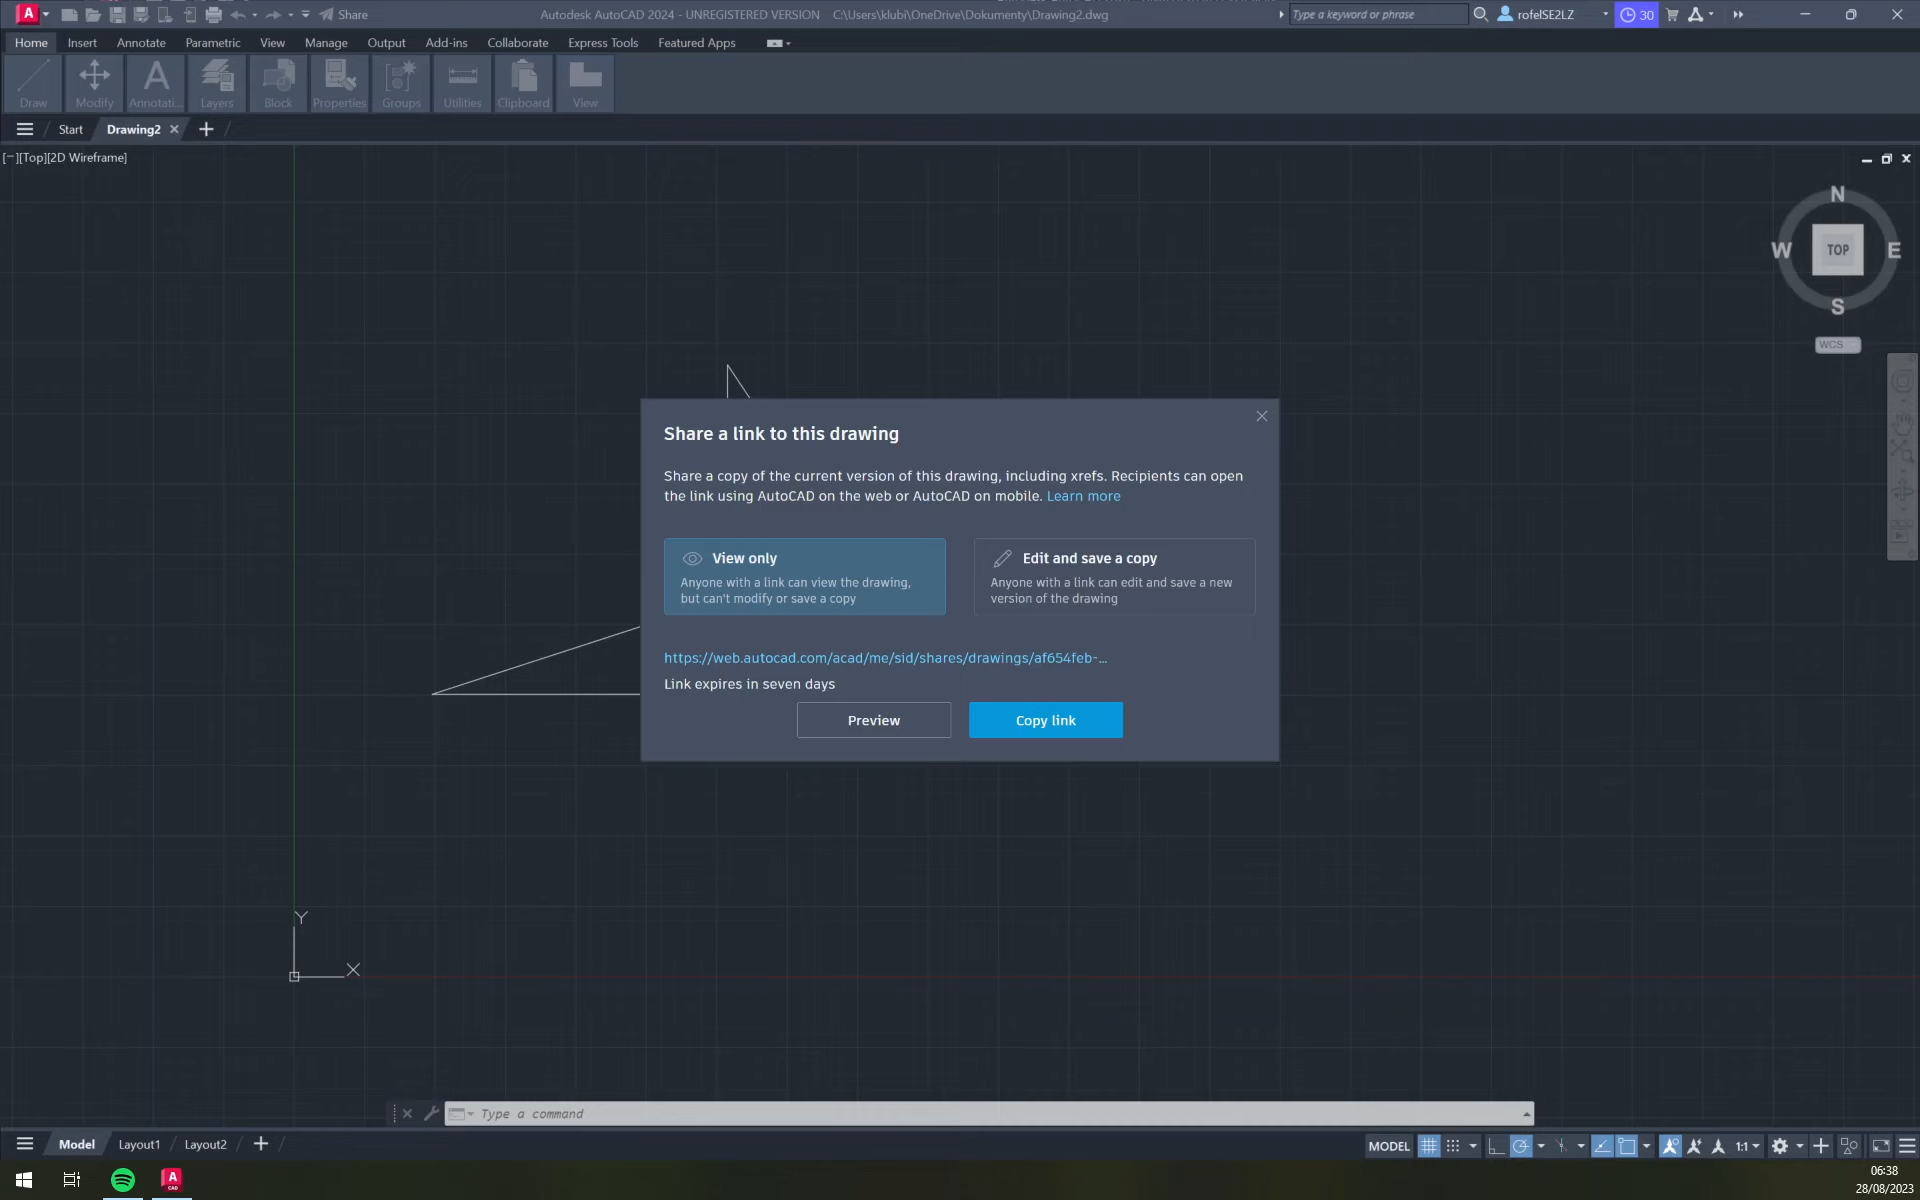 Share
Autodesk AutoCAD 2024 - UNREGISTERED VERSION C:\Users\klubi\OneDrive\Dokumenty\Drawing2.dwg
Type a keyword or phrase
rofelSE2LZ
30
Home Insert Annotate Parametric View Manage Output Add-ins Collaborate Express Tools Featured Apps
Draw Modify Annotati... Layers Block Properties Groups Utilities Clipboard View
Start Drawing2
[−][Top][2D Wireframe]
N
W TOP E
S
WCS
Share a link to this drawing
Share a copy of the current version of this drawing, including xrefs. Recipients can open
the link using AutoCAD on the web or AutoCAD on mobile. Learn more
View only
Anyone with a link can view the drawing,
but can't modify or save a copy
Edit and save a copy
Anyone with a link can edit and save a new
version of the drawing
https://web.autocad.com/acad/me/sid/shares/drawings/af654feb-...
Link expires in seven days
Preview Copy link
Y
X
Type a command
Model Layout1 Layout2
MODEL 1:1
06:38
28/08/2023